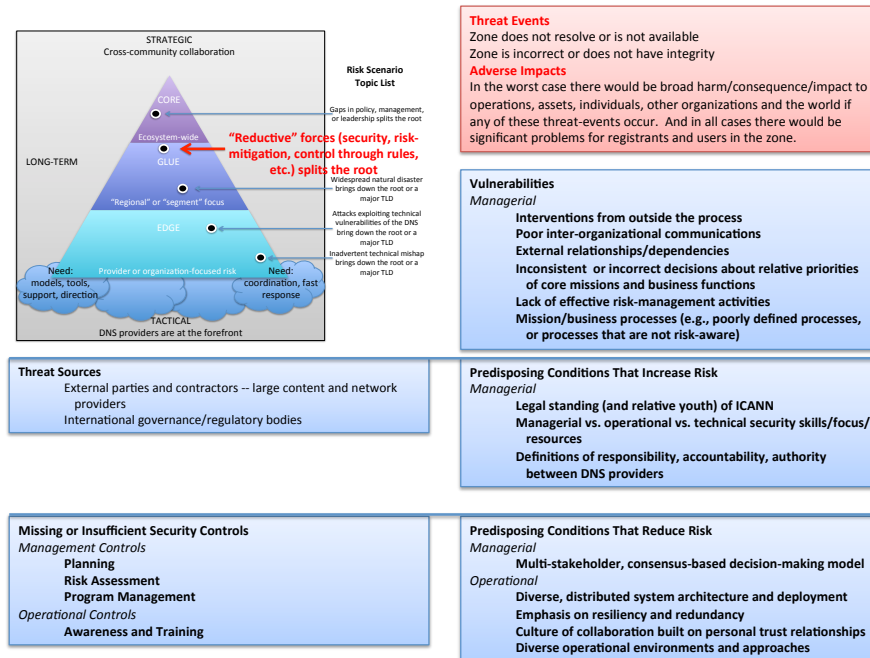 STRATEGIC
Cross-community collaboration
LONG-TERM
CORE
Ecosystem-wide
GLUE
"Regional" or "segment" focus
EDGE
Provider or organization-focused risk
Need:
models, tools,
support, direction
Need:
coordination, fast
response
TACTICAL
DNS providers are at the forefront
Risk Scenario
Topic List
Gaps in policy, management,
or leadership splits the root
"Reductive" forces (security, risk-
mitigation, control through rules,
etc.) splits the root
Widespread natural disaster
brings down the root or a
major TLD
Attacks exploiting technical
vulnerabilities of the DNS
bring down the root or a
major TLD
Inadvertent technical mishap
brings down the root or a
major TLD
Threat Events
Zone does not resolve or is not available
Zone is incorrect or does not have integrity
Adverse Impacts
In the worst case there would be broad harm/consequence/impact to
operations, assets, individuals, other organizations and the world if
any of these threat-events occur. And in all cases there would be
significant problems for registrants and users in the zone.
Vulnerabilities
Managerial
Interventions from outside the process
Poor inter-organizational communications
External relationships/dependencies
Inconsistent or incorrect decisions about relative priorities
of core missions and business functions
Lack of effective risk-management activities
Mission/business processes (e.g., poorly defined processes,
or processes that are not risk-aware)
Threat Sources
External parties and contractors -- large content and network
providers
International governance/regulatory bodies
Predisposing Conditions That Increase Risk
Managerial
Legal standing (and relative youth) of ICANN
Managerial vs. operational vs. technical security skills/focus/
resources
Definitions of responsibility, accountability, authority
between DNS providers
Missing or Insufficient Security Controls
Management Controls
Planning
Risk Assessment
Program Management
Operational Controls
Awareness and Training
Predisposing Conditions That Reduce Risk
Managerial
Multi-stakeholder, consensus-based decision-making model
Operational
Diverse, distributed system architecture and deployment
Emphasis on resiliency and redundancy
Culture of collaboration built on personal trust relationships
Diverse operational environments and approaches